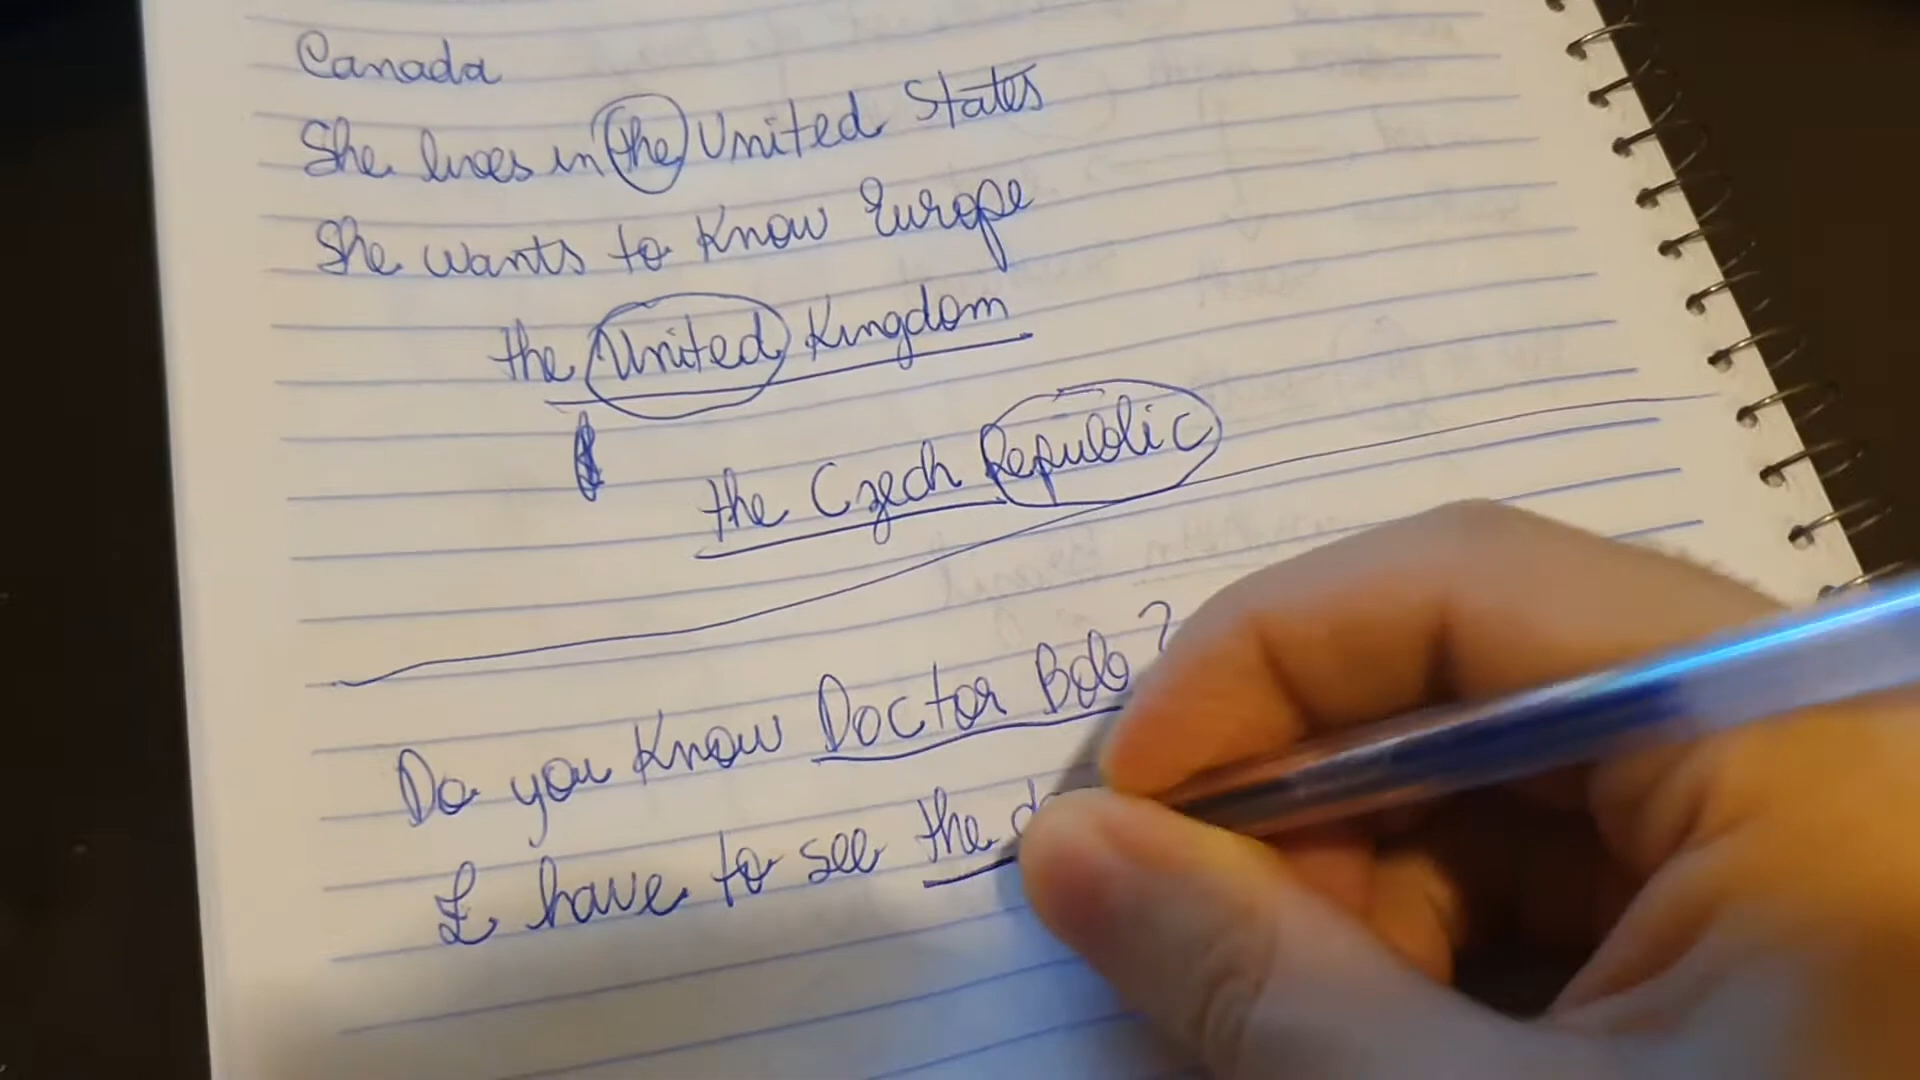 Canada
She lives in the United States
She wants to know Europe
the United Kingdom
the Czech Republic
Do you know Doctor Bob?
I have to see the